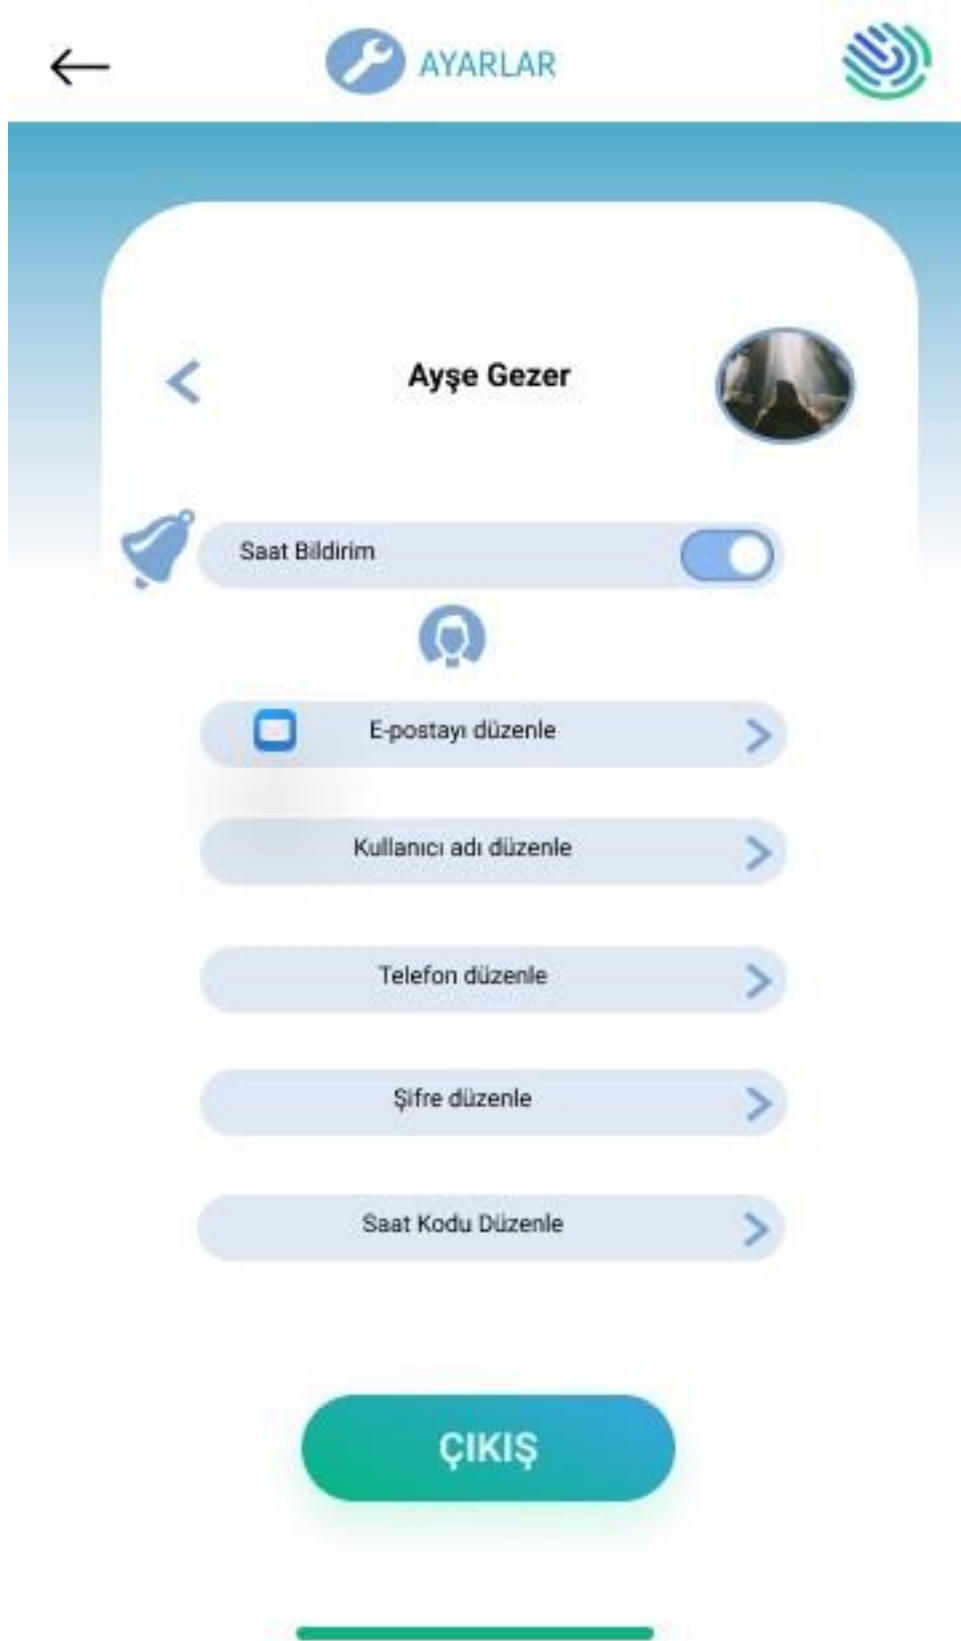 AYARLAR
Ayşe Gezer
Saat Bildirim
E-postayı düzenle
Kullanıcı adı düzenle
Telefon düzenle
Şifre düzenle
Saat Kodu Düzenle
ÇIKIŞ